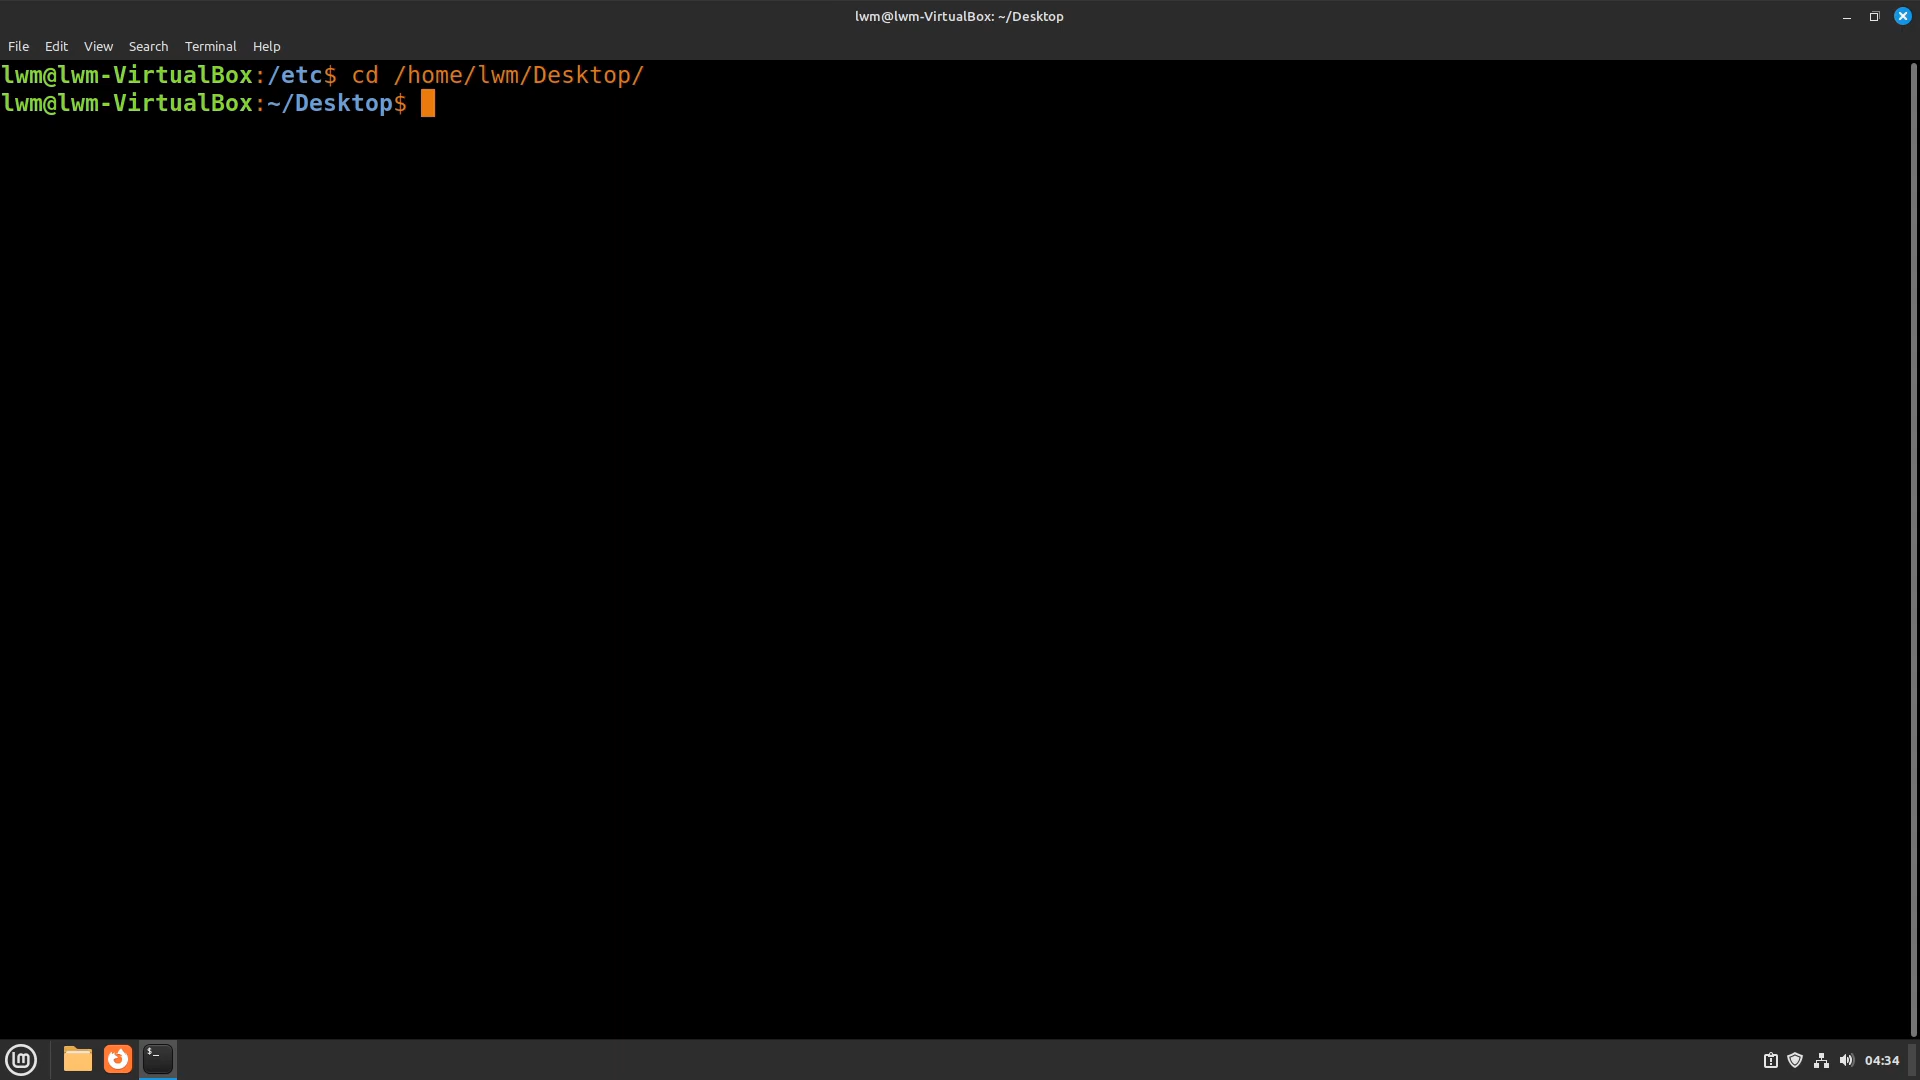 lwm@lwm-VirtualBox: ~/Desktop
File Edit View Search Terminal Help
lwm@lwm-VirtualBox:/etc$ cd /home/lwm/Desktop/
lwm@lwm-VirtualBox:~/Desktop$
$_
lm
04:34